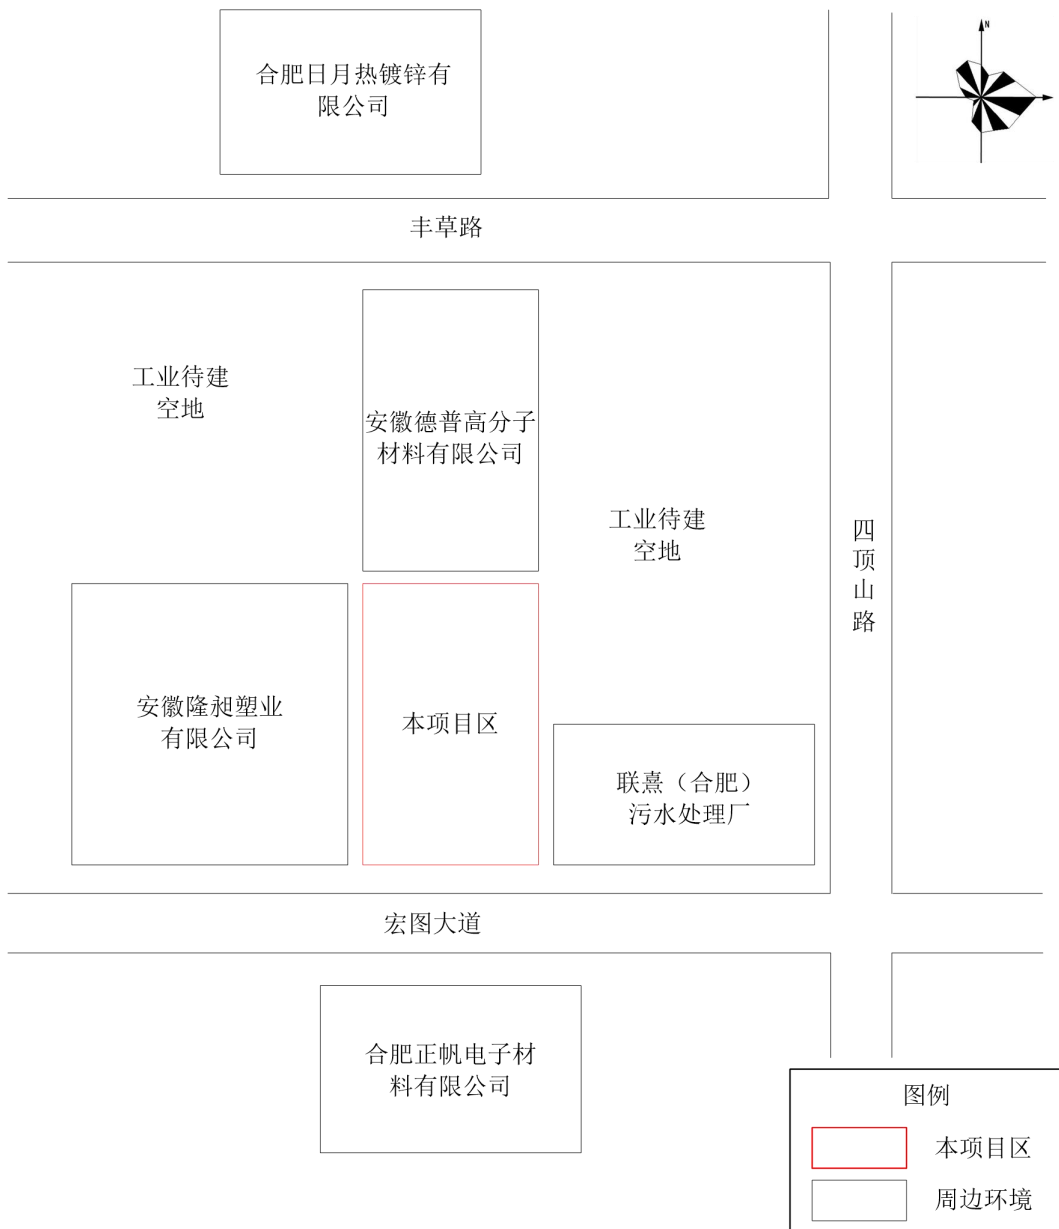 合肥日月热镀锌有
限公司
N
丰草路
工业待建
空地
安徽德普高分子
材料有限公司
工业待建
空地
四
顶
山
路
安徽隆昶塑业
有限公司
本项目区
联熹（合肥）
污水处理厂
宏图大道
合肥正帆电子材
料有限公司
图例
本项目区
周边环境